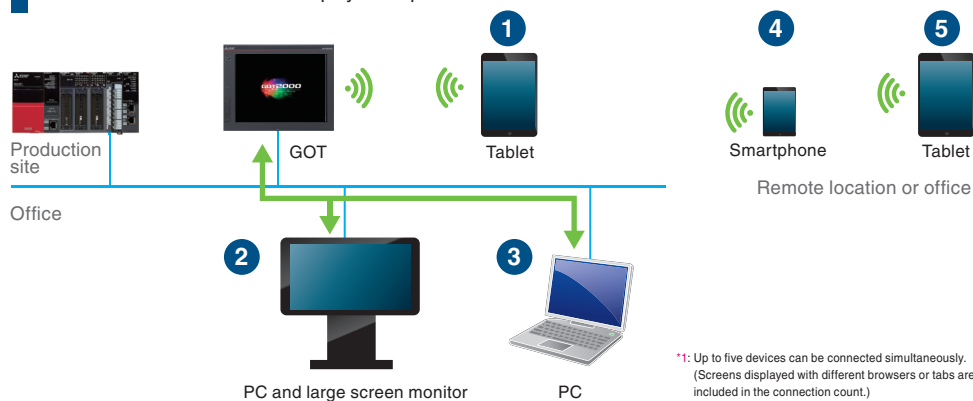 1
4
5
GOT2000
Production
site
GOT
Tablet
Smartphone
Tablet
Remote location or office
Office
2
3
*1: Up to five devices can be connected simultaneously.
(Screens displayed with different browsers or tabs are
included in the connection count.)
PC and large screen monitor
PC